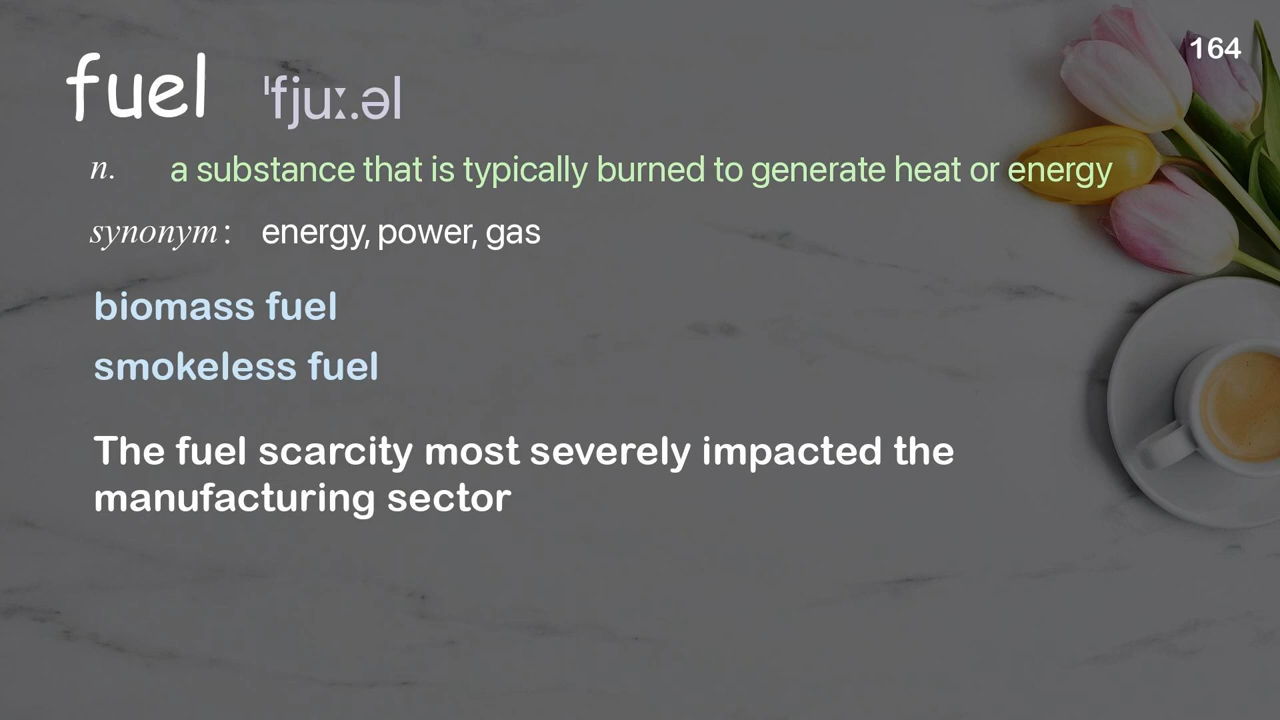 164
fuel ˈfjuː.əl
n. a substance that is typically burned to generate heat or energy
synonym: energy, power, gas
biomass fuel
smokeless fuel
The fuel scarcity most severely impacted the
manufacturing sector